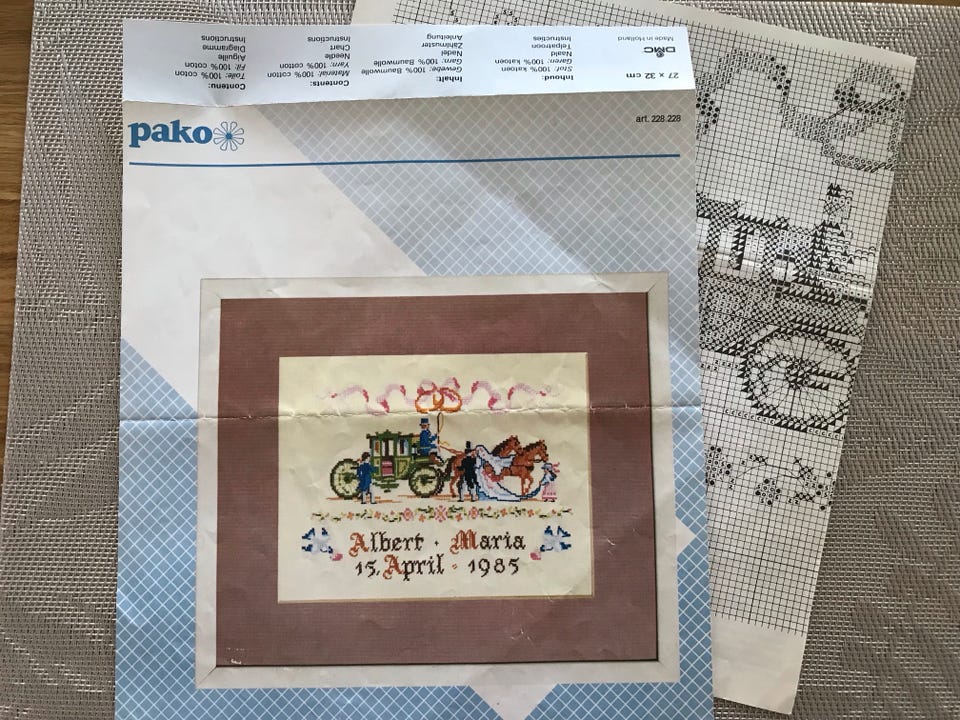 Contenu:
Toile: 100% coton
Fil: 100% coton
Aiguille
Diagramme
Instructions
Contents:
Material: 100% cotton
Yarn: 100% cotton
Needle
Chart
Instructions
Inhalt:
Gewebe: 100% Baumwolle
Garn: 100% Baumwolle
Nadel
Zählmuster
Anleitung
Inhoud:
Stof: 100% katoen
Garen: 100% katoen
Naald
Telpatroon
Instructies
27 x 32 cm
DMC
Made in Holland
pako
art. 228.228
Albert · Maria
15. April · 1985